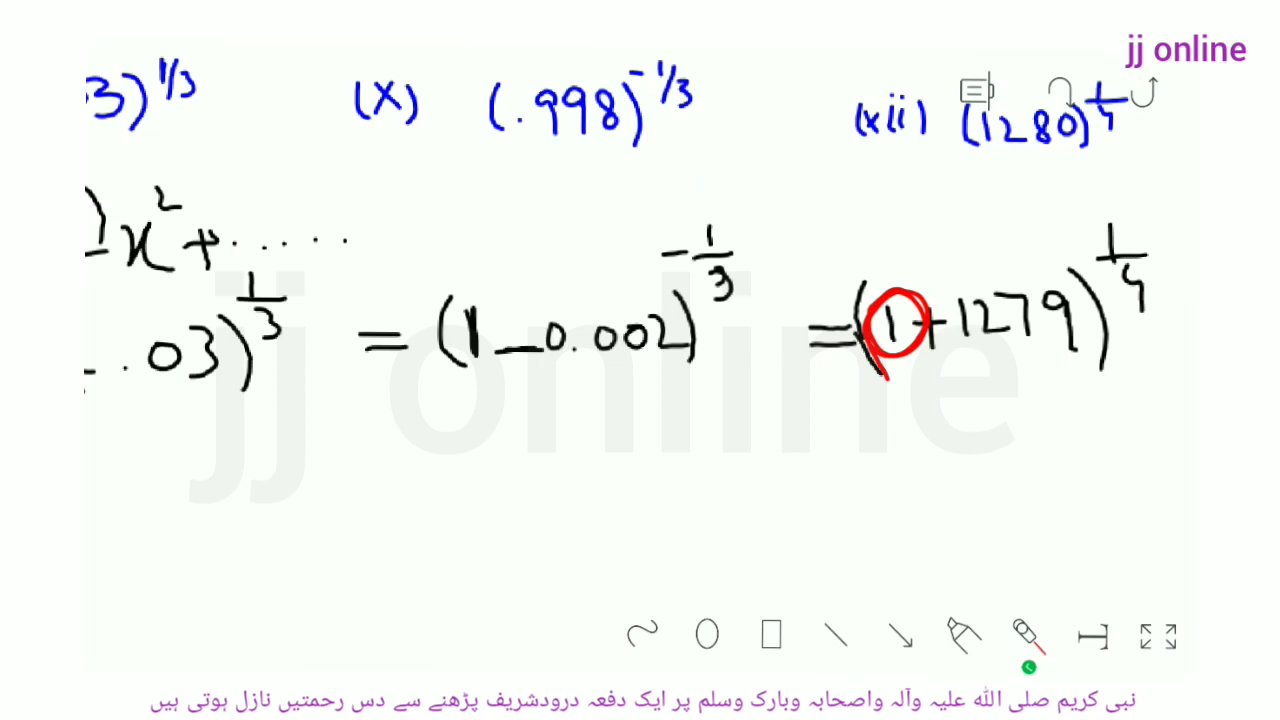 jj online
3)^1/3 (X) (.998)^-1/3 (xii) (1280)^1/4
)x²+.....
.03)^1/3 = (1_0.002)^-1/3 =(1+1279)^1/4
jj online
نبی کریم صلی اللہ علیہ وآلہ واصحابہ وبارک وسلم پر ایک دفعہ درودشریف پڑھنے سے دس رحمتیں نازل ہوتی ہیں